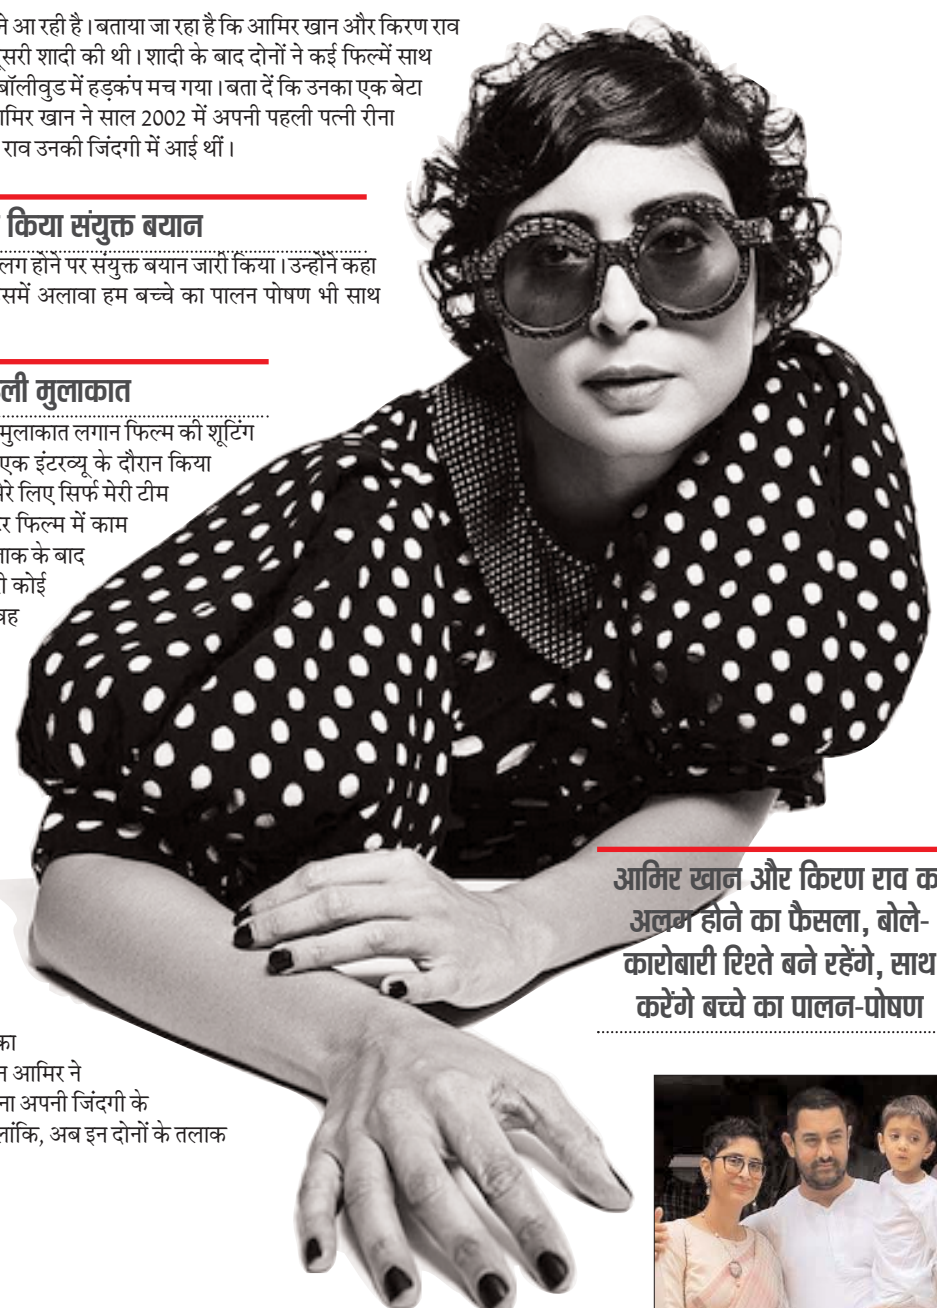 ने आ रही है। बताया जा रहा है कि आमिर खान और किरण राव
सरी शादी की थी। शादी के बाद दोनों ने कई फिल्में साथ
बॉलीवुड में हड़कंप मच गया। बता दें कि उनका एक बेटा
मिर खान ने साल 2002 में अपनी पहली पत्नी रीना
राव उनकी जिंदगी में आई थीं।
किया संयुक्त बयान
लग होने पर संयुक्त बयान जारी किया। उन्होंने कहा
समें अलावा हम बच्चे का पालन पोषण भी साथ
ली मुलाकात
मुलाकात लगान फिल्म की शूटिंग
एक इंटरव्यू के दौरान किया
रे लिए सिर्फ मेरी टीम
र फिल्म में काम
लाक के बाद
ी कोई
वह
का
न आमिर ने
ना अपनी जिंदगी के
लांकि, अब इन दोनों के तलाक
आमिर खान और किरण राव क
अलग होने का फैसला, बोले-
कारोबारी रिश्ते बने रहेंगे, साथ
करेंगे बच्चे का पालन-पोषण